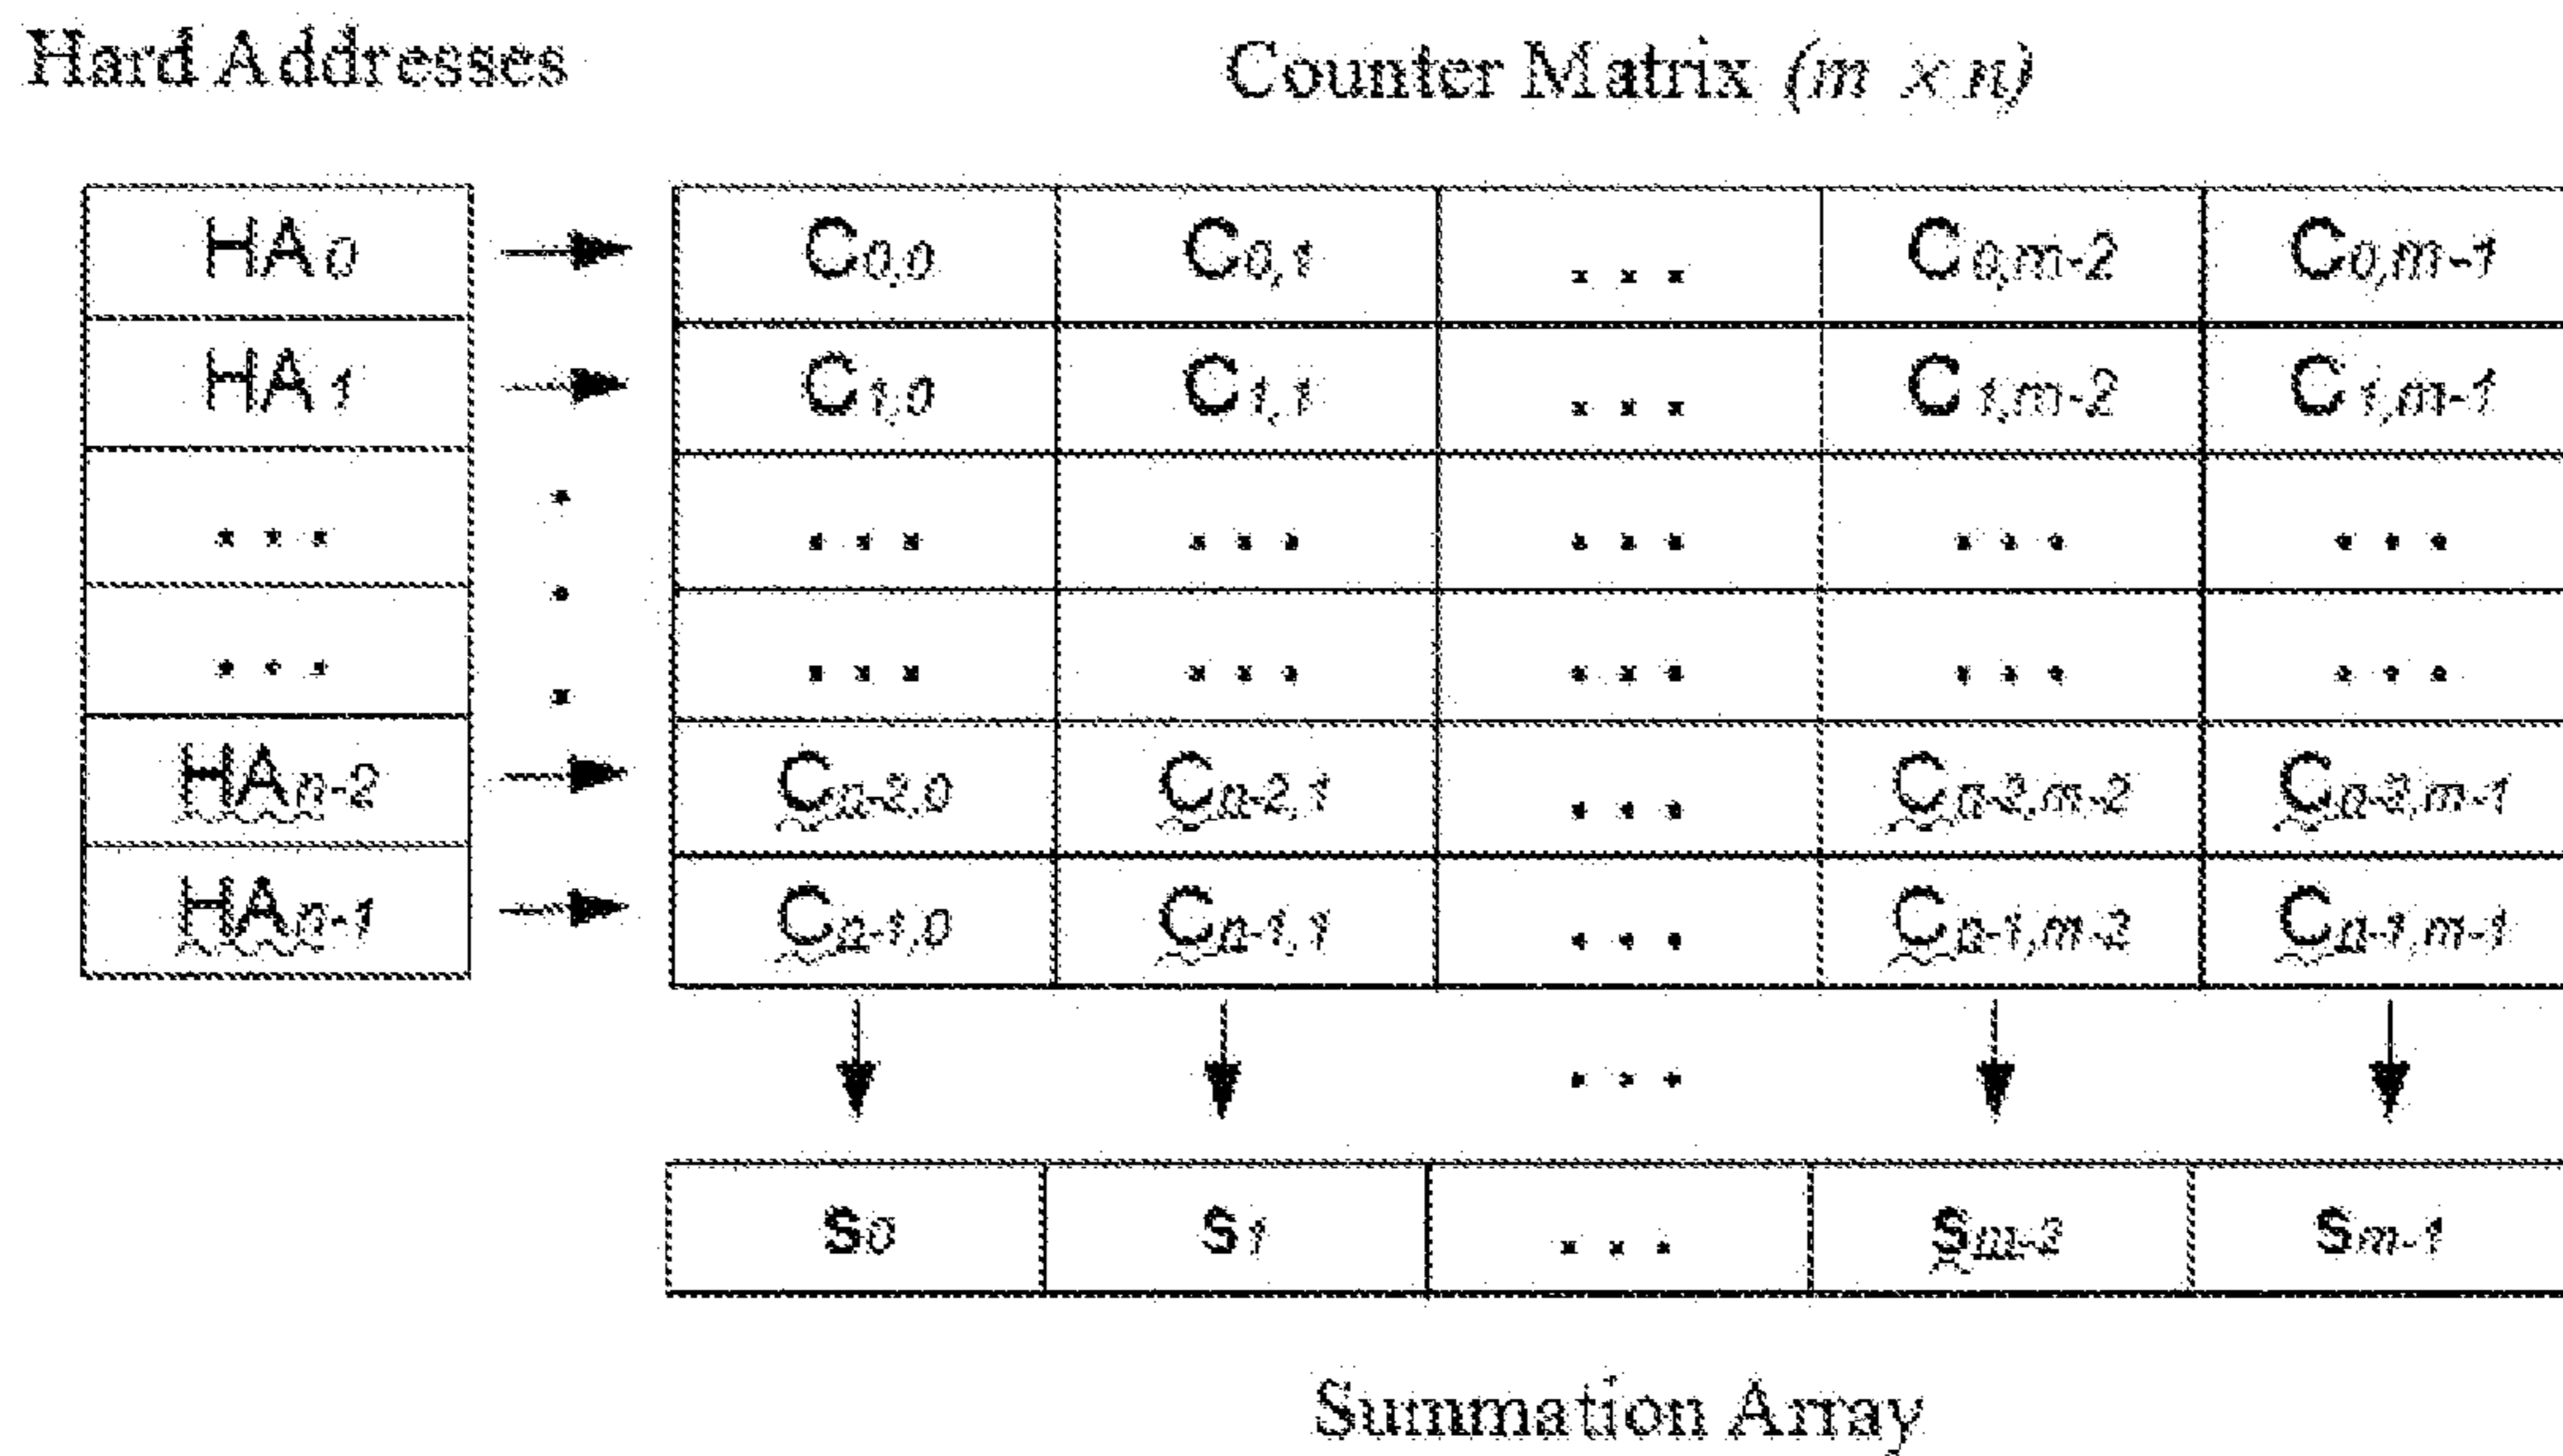 Hard Addresses Counter Matrix (m × n)
HA0 C0,0 C0,1 ... C0,m-2 C0,m-1
HA1 C1,0 C1,1 ... C1,m-2 C1,m-1
... ... ... ... ... ...
... ... ... ... ... ...
HAn-2 Cn-2,0 Cn-2,1 ... Cn-2,m-2 Cn-2,m-1
HAn-1 Cn-1,0 Cn-1,1 ... Cn-1,m-2 Cn-1,m-1
...
S0 S1 ... Sm-2 Sm-1
Summation Array